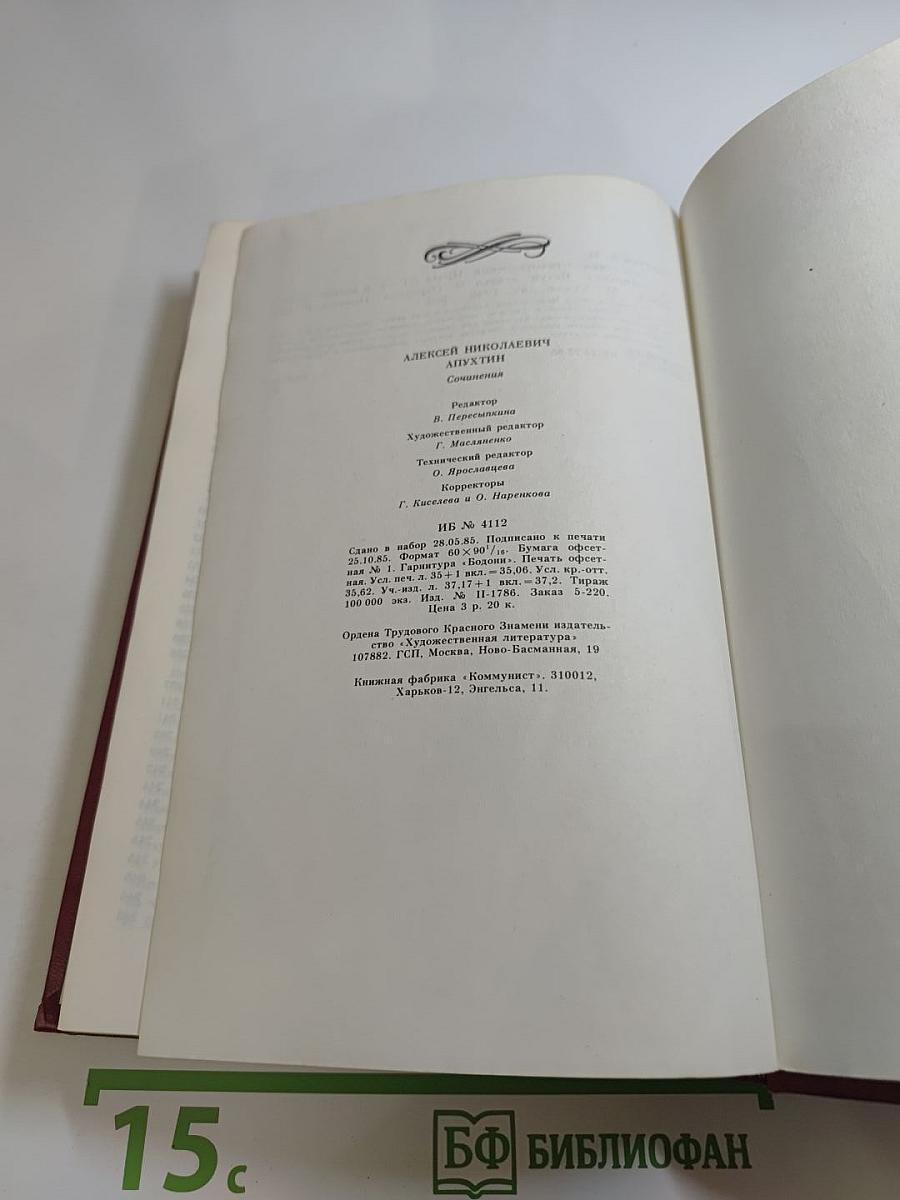 АЛЕКСЕЙ НИКОЛАЕВИЧ
АПУХТИН
Сочинения
Редактор
В. Пересыпкина
Художественный редактор
Г. Масляненко
Технический редактор
О. Ярославцева
Корректоры
Г. Киселева и О. Наренкова
ИБ № 4112
Сдано в набор 28.05.85. Подписано к печати
25.10.85. Формат 60×90¹/₁₆. Бумага офсет-
ная № 1. Гарнитура «Бодони». Печать офсет-
ная. Усл. печ. л. 35+1 вкл.=35,06. Усл. кр.-отт.
35,62. Уч.-изд. л. 37,17+1 вкл.=37,2. Тираж
100 000 экз. Изд. № II-1786. Заказ 5-220.
Цена 3 р. 20 к.
Ордена Трудового Красного Знамени издатель-
ство «Художественная литература»
107882. ГСП, Москва, Ново-Басманная, 19
Книжная фабрика «Коммунист». 310012,
Харьков-12, Энгельса, 11.
15 с
БФ БИБЛИОФАН